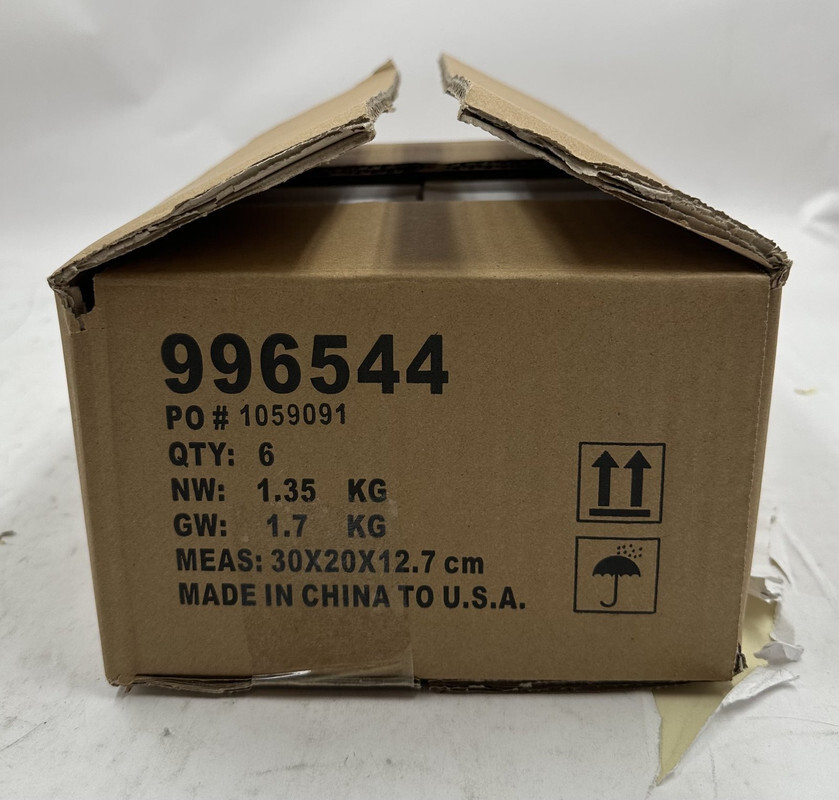 996544
PO # 1059091
QTY: 6
NW: 1.35 KG
GW: 1.7 KG
MEAS: 30X20X12.7 cm
MADE IN CHINA TO U.S.A.